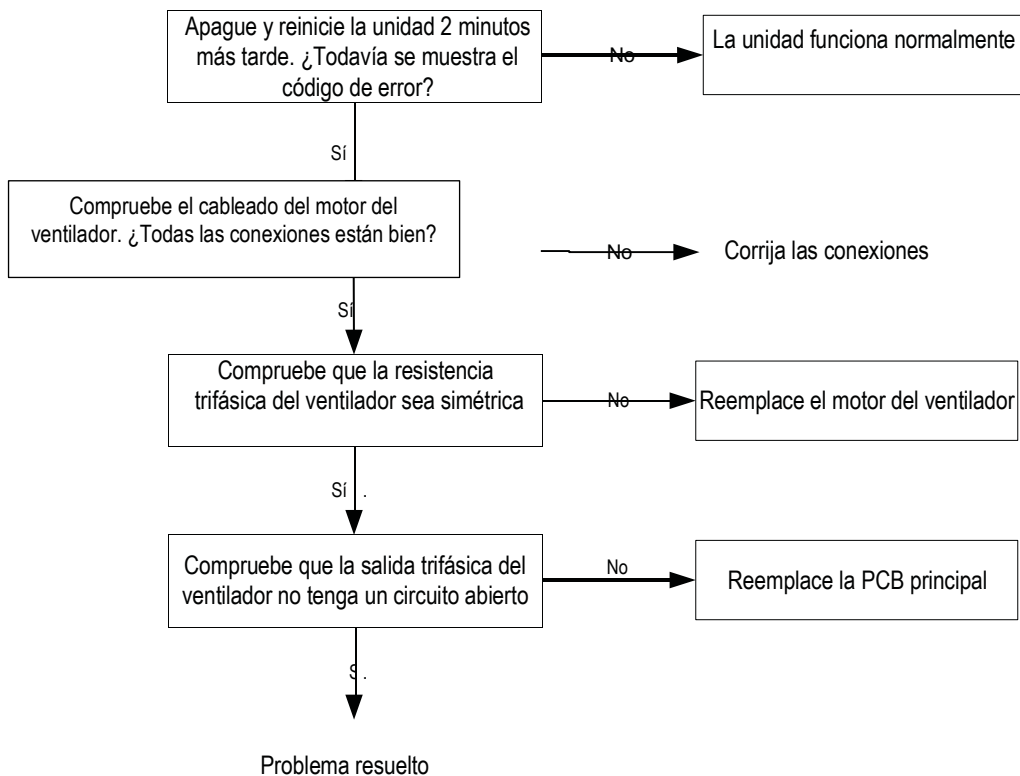 Apague y reinicie la unidad 2 minutos
más tarde. ¿Todavía se muestra el
código de error?
No
La unidad funciona normalmente
Sí
Compruebe el cableado del motor del
ventilador. ¿Todas las conexiones están bien?
No
Corrija las conexiones
Sí
Compruebe que la resistencia
trifásica del ventilador sea simétrica
No
Reemplace el motor del ventilador
Sí .
Compruebe que la salida trifásica del
ventilador no tenga un circuito abierto
No
Reemplace la PCB principal
S .
Problema resuelto